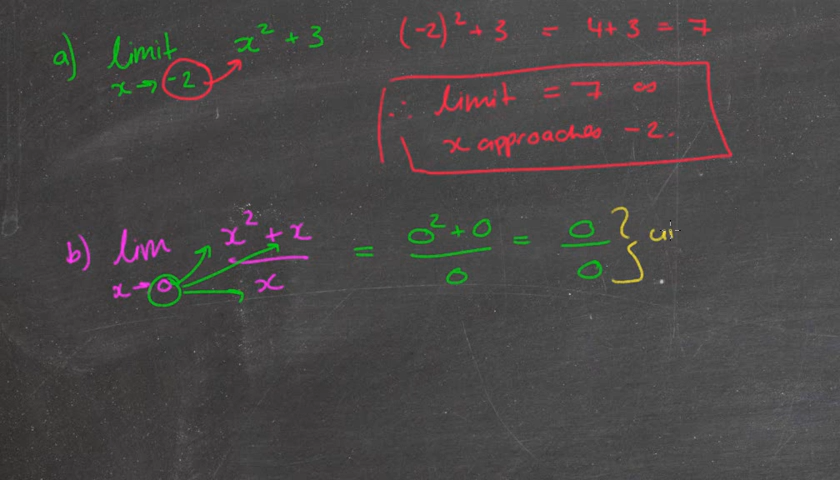 a) limit x² + 3 (-2)² + 3 = 4+3 = 7
x → -2
∴ limit = 7 as
x approaches -2.
b) lim x² + x / x = 0² + 0 / 0 = 0 / 0 }
x → 0